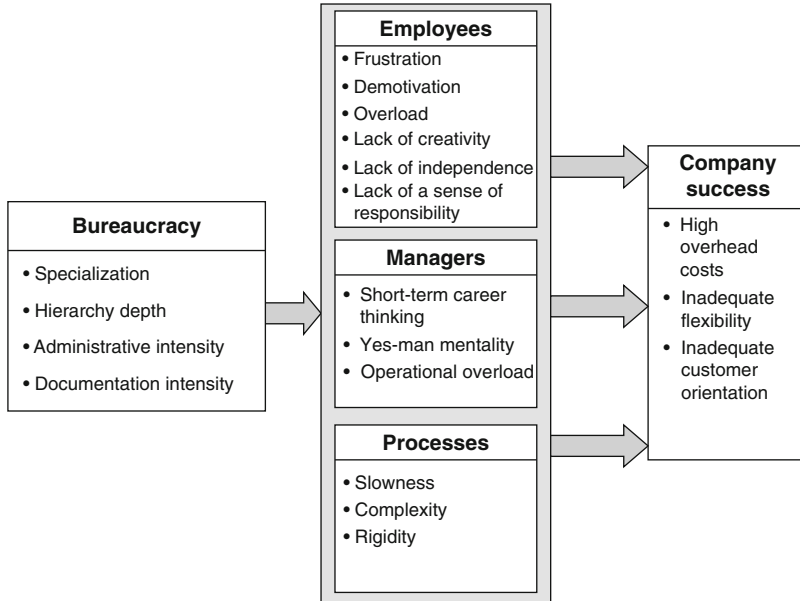 Bureaucracy
• Specialization
• Hierarchy depth
• Administrative intensity
• Documentation intensity
Employees
• Frustration
• Demotivation
• Overload
• Lack of creativity
• Lack of independence
• Lack of a sense of
responsibility
Managers
• Short-term career
thinking
• Yes-man mentality
• Operational overload
Processes
• Slowness
• Complexity
• Rigidity
Company
success
• High
overhead
costs
• Inadequate
flexibility
• Inadequate
customer
orientation